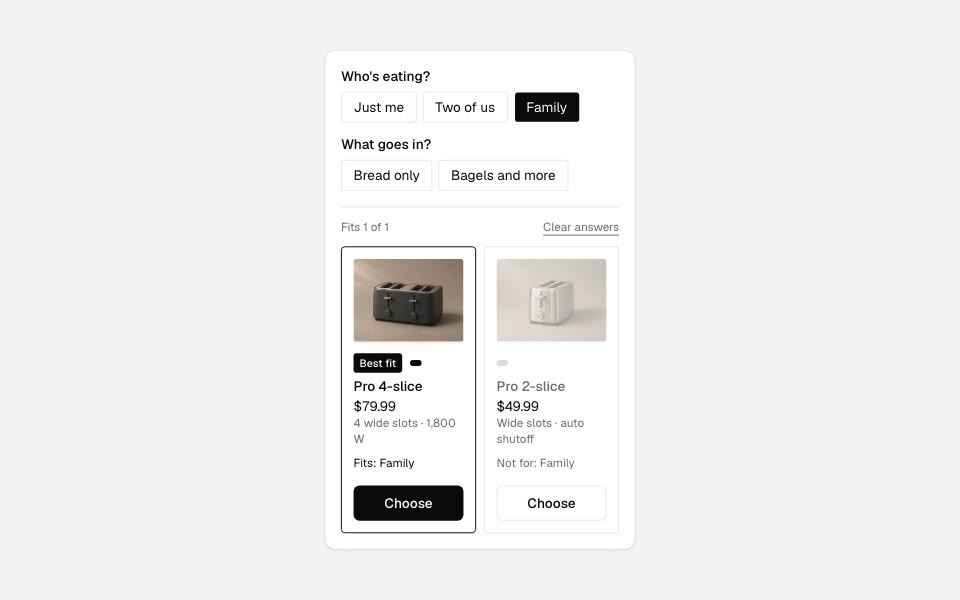 Who's eating?
Just me
Two of us
Family
What goes in?
Bread only
Bagels and more
Fits 1 of 1
Clear answers
Best fit
Pro 4-slice
$79.99
4 wide slots · 1,800
W
Fits: Family
Choose
Pro 2-slice
$49.99
Wide slots · auto
shutoff
Not for: Family
Choose